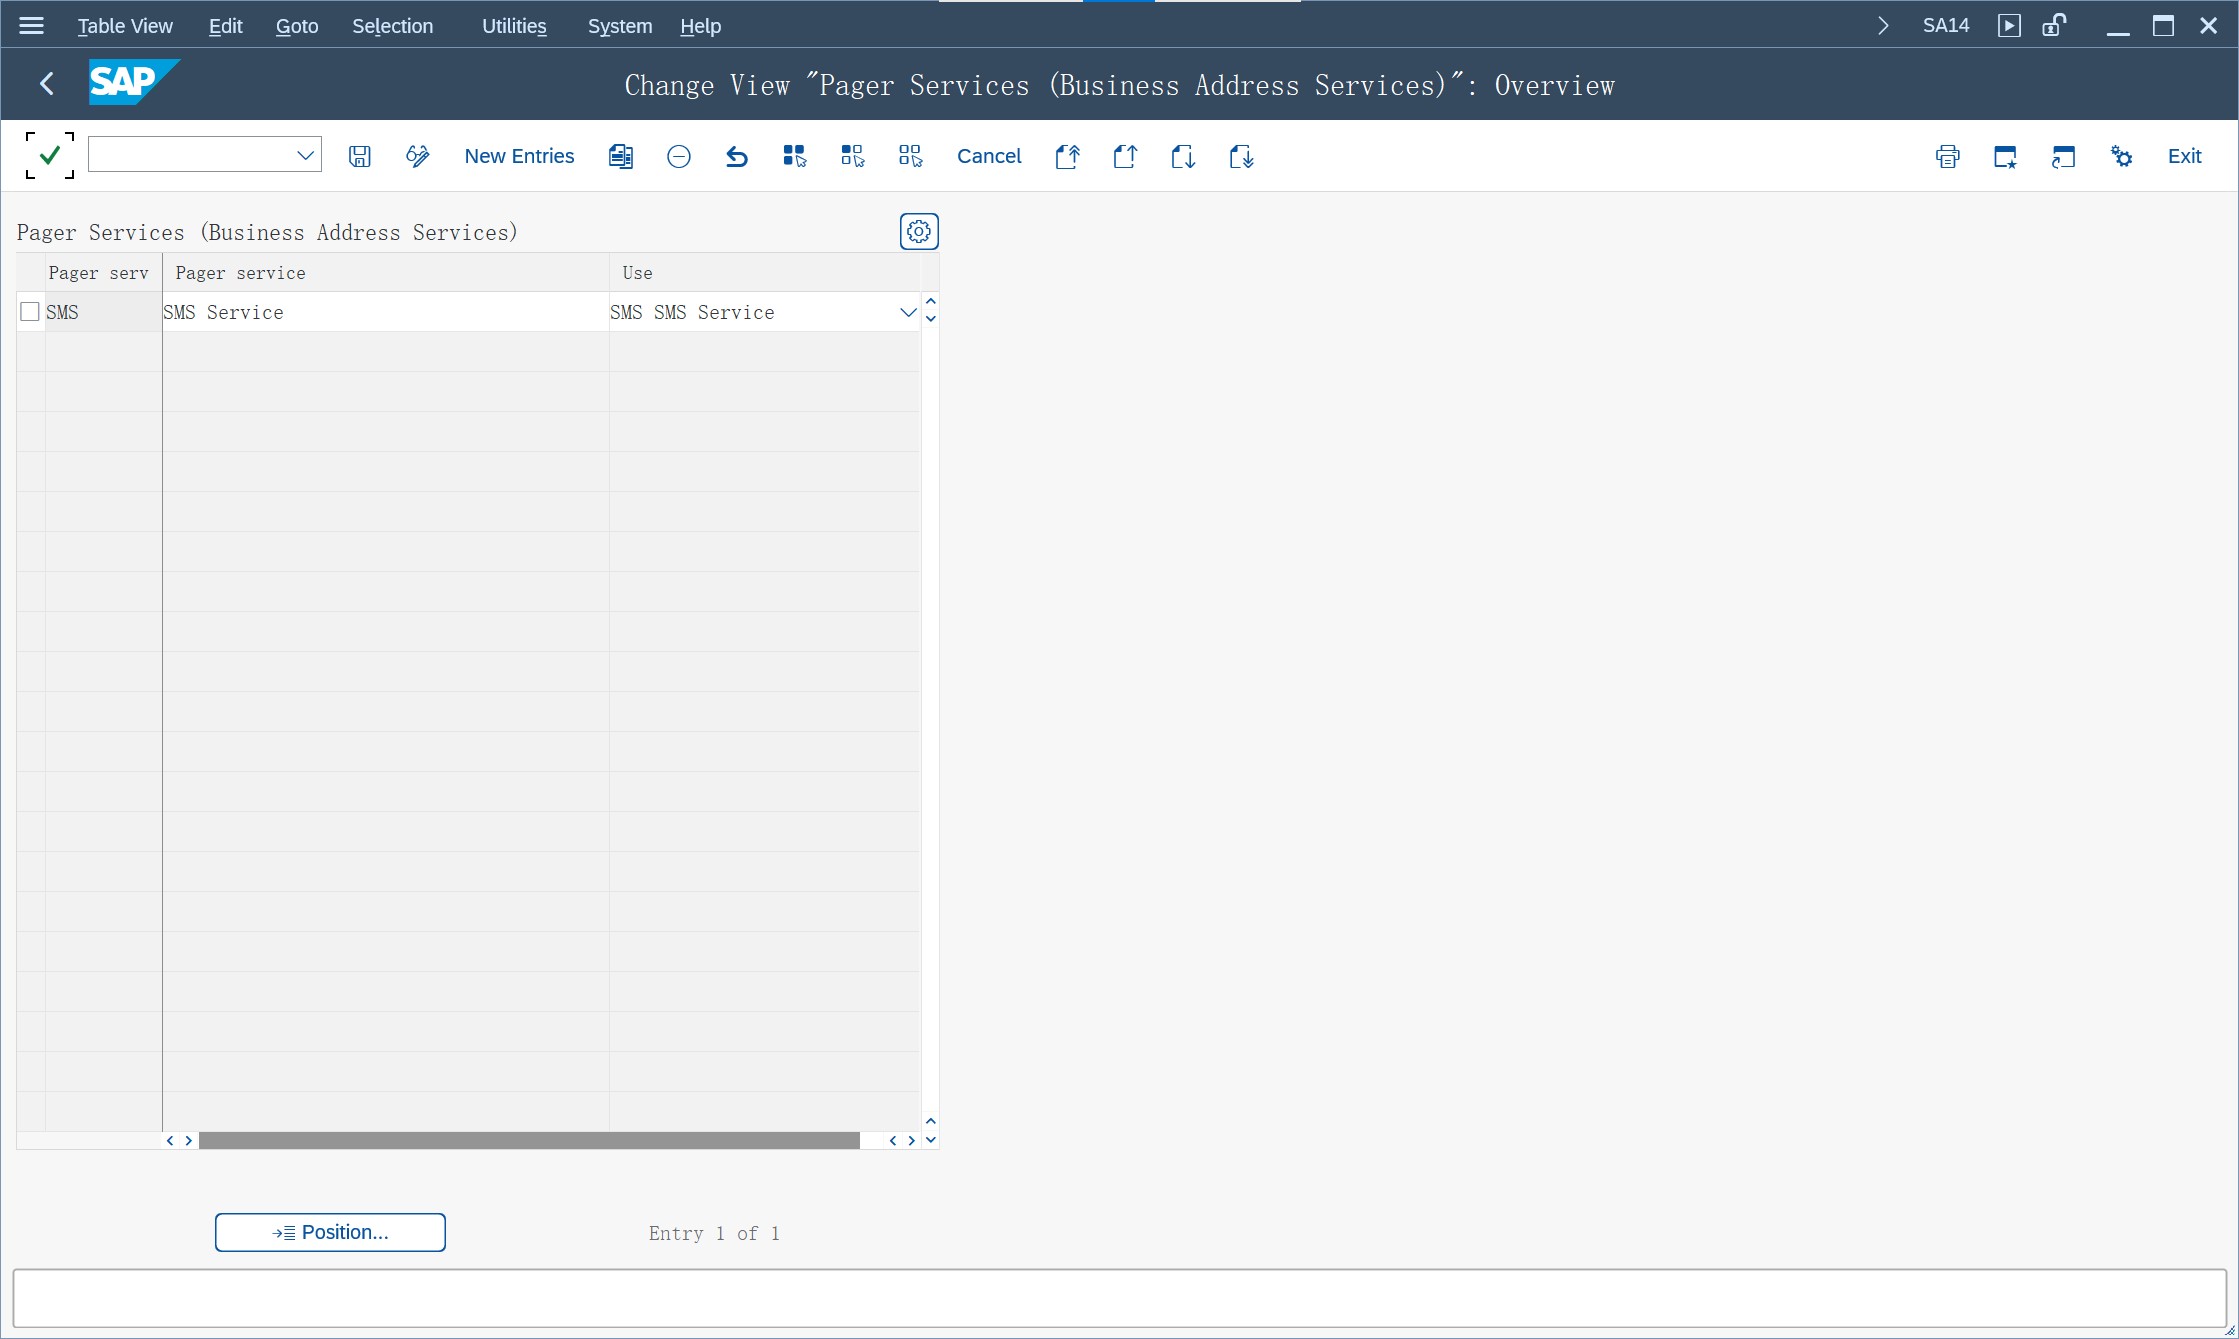 Table View Edit Goto Selection Utilities System Help SA14
SAP Change View "Pager Services (Business Address Services)": Overview
New Entries Cancel Exit
Pager Services (Business Address Services)
Pager serv Pager service Use
SMS SMS Service SMS SMS Service
Position... Entry 1 of 1